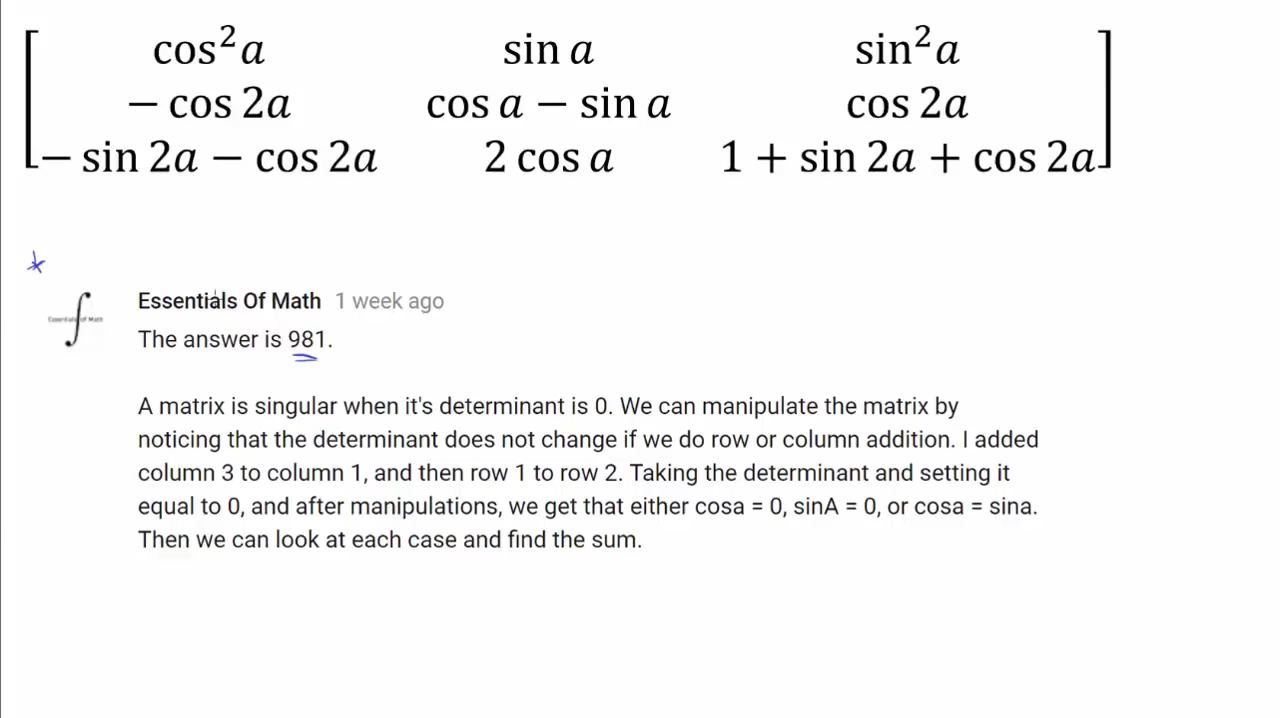 cos²a sin a sin²a
− cos 2a cos a − sin a cos 2a
− sin 2a − cos 2a 2 cos a 1 + sin 2a + cos 2a
*
Essentials Of Math 1 week ago
Essentials of Math
The answer is 981.
A matrix is singular when it's determinant is 0. We can manipulate the matrix by
noticing that the determinant does not change if we do row or column addition. I added
column 3 to column 1, and then row 1 to row 2. Taking the determinant and setting it
equal to 0, and after manipulations, we get that either cosa = 0, sinA = 0, or cosa = sina.
Then we can look at each case and find the sum.